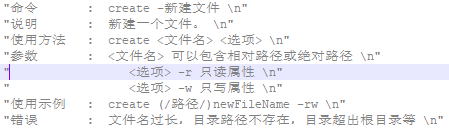 "命令    :  create -新建文件 \n"
"说明    :  新建一个文件。 \n"
"使用方法  :  create <文件名> <选项> \n"
"参数    :  <文件名> 可以包含相对路径或绝对路径 \n"
"        <选项> -r 只读属性 \n"
"        <选项> -w 只写属性 \n"
"使用示例  :  create (/路径/)newFileName -rw \n"
"错误    :  文件名过长，目录路径不存在，目录超出根目录等 \n"